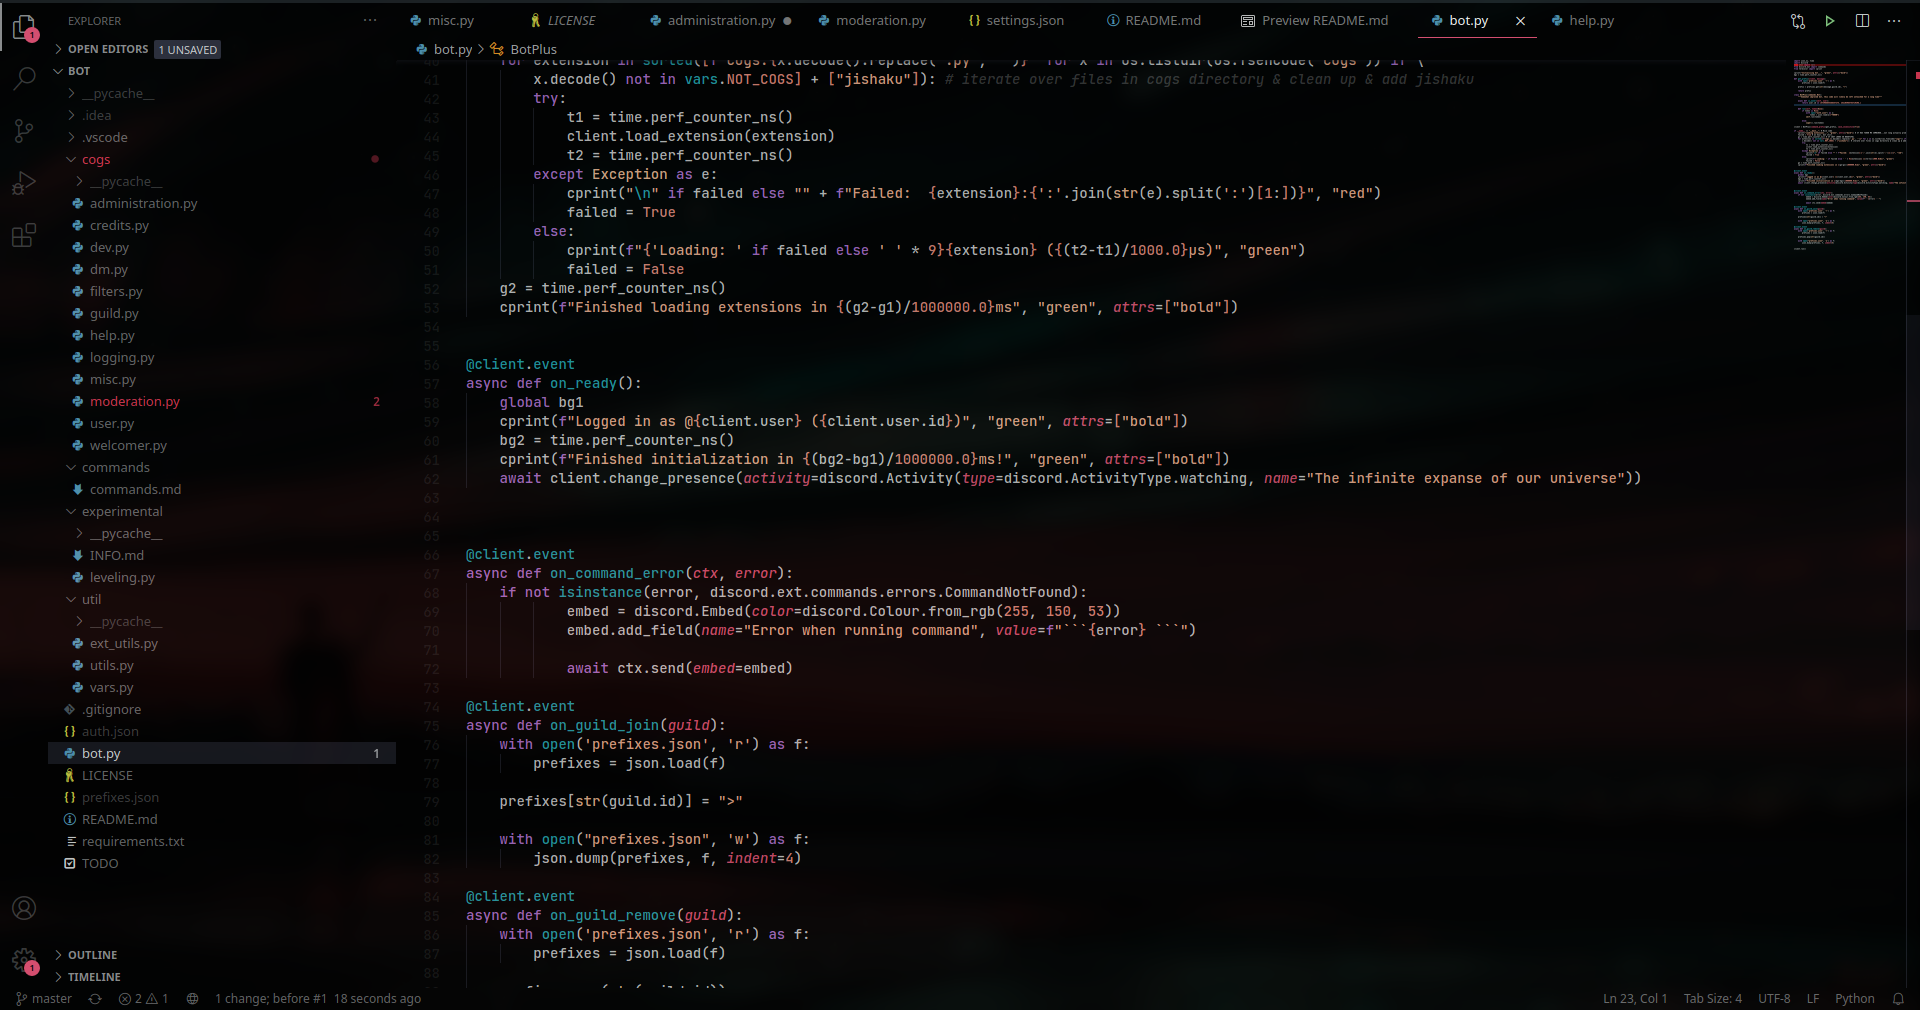 EXPLORER
OPEN EDITORS 1 UNSAVED
BOT
__pycache__
.idea
.vscode
cogs
__pycache__
administration.py
credits.py
dev.py
dm.py
filters.py
guild.py
help.py
logging.py
misc.py
moderation.py 2
user.py
welcomer.py
commands
commands.md
experimental
__pycache__
INFO.md
leveling.py
util
__pycache__
ext_utils.py
utils.py
vars.py
.gitignore
auth.json
bot.py 1
LICENSE
prefixes.json
README.md
requirements.txt
TODO
OUTLINE
TIMELINE
1
1
misc.py LICENSE administration.py moderation.py settings.json README.md Preview README.md bot.py help.py
bot.py > BotPlus
41 x.decode() not in vars.NOT_COGS] + ["jishaku"]): # iterate over files in cogs directory & clean up & add jishaku
42 try:
43 t1 = time.perf_counter_ns()
44 client.load_extension(extension)
45 t2 = time.perf_counter_ns()
46 except Exception as e:
47 cprint("\n" if failed else "" + f"Failed:  {extension}:{':'.join(str(e).split(':')[1:])}", "red")
48 failed = True
49 else:
50 cprint(f"{'Loading: ' if failed else ' ' * 9}{extension} ({(t2-t1)/1000.0}µs)", "green")
51 failed = False
52 g2 = time.perf_counter_ns()
53 cprint(f"Finished loading extensions in {(g2-g1)/1000000.0}ms", "green", attrs=["bold"])
54
55
56 @client.event
57 async def on_ready():
58 global bg1
59 cprint(f"Logged in as @{client.user} ({client.user.id})", "green", attrs=["bold"])
60 bg2 = time.perf_counter_ns()
61 cprint(f"Finished initialization in {(bg2-bg1)/1000000.0}ms!", "green", attrs=["bold"])
62 await client.change_presence(activity=discord.Activity(type=discord.ActivityType.watching, name="The infinite expanse of our universe"))
63
64
65
66 @client.event
67 async def on_command_error(ctx, error):
68 if not isinstance(error, discord.ext.commands.errors.CommandNotFound):
69 embed = discord.Embed(color=discord.Colour.from_rgb(255, 150, 53))
70 embed.add_field(name="Error when running command", value=f"```{error} ```")
71
72 await ctx.send(embed=embed)
73
74 @client.event
75 async def on_guild_join(guild):
76 with open('prefixes.json', 'r') as f:
77 prefixes = json.load(f)
78
79 prefixes[str(guild.id)] = ">"
80
81 with open("prefixes.json", 'w') as f:
82 json.dump(prefixes, f, indent=4)
83
84 @client.event
85 async def on_guild_remove(guild):
86 with open('prefixes.json', 'r') as f:
87 prefixes = json.load(f)
88
master 2 1 1 change; before #1 18 seconds ago Ln 23, Col 1 Tab Size: 4 UTF-8 LF Python